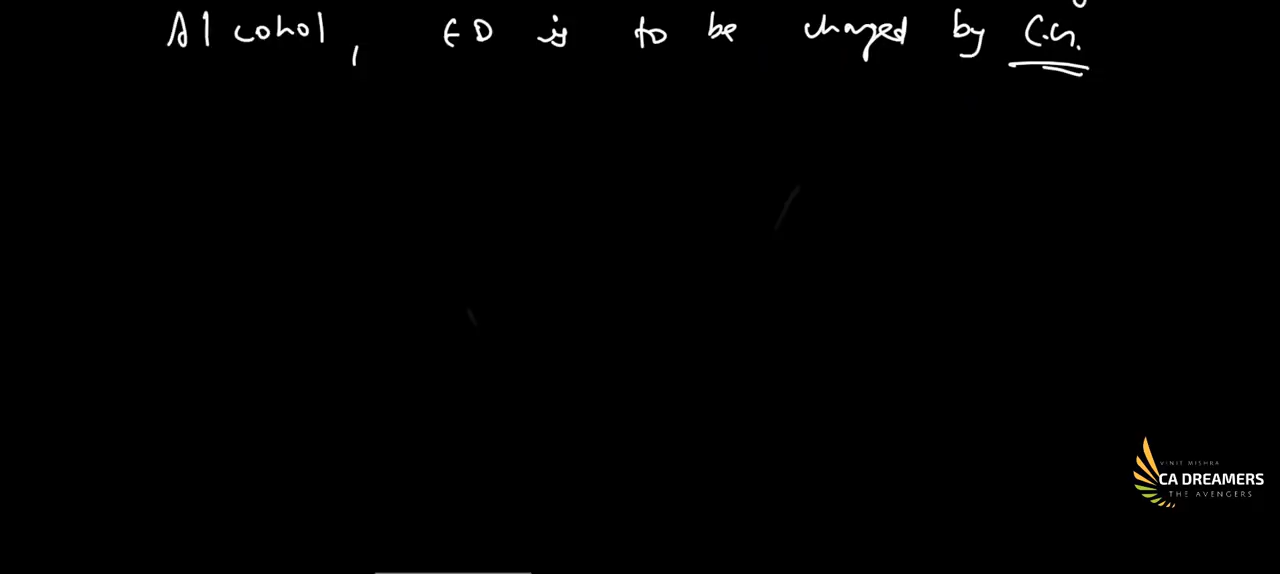 Alcohol, ED is to be charged by C.G.
VINIT MISHRA
CA DREAMERS
THE AVENGERS